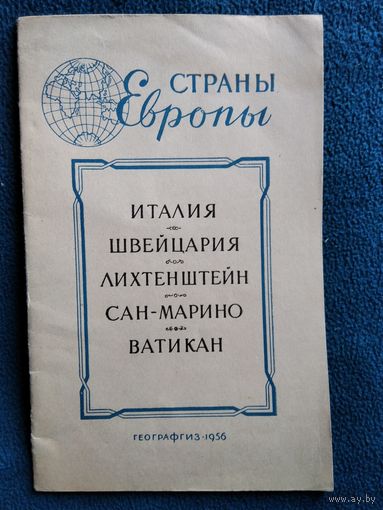 СТРАНЫ
Европы
ИТАЛИЯ
ШВЕЙЦАРИЯ
ЛИХТЕНШТЕЙН
САН-МАРИНО
ВАТИКАН
ГЕОГРАФГИЗ·1956
www.ay.by